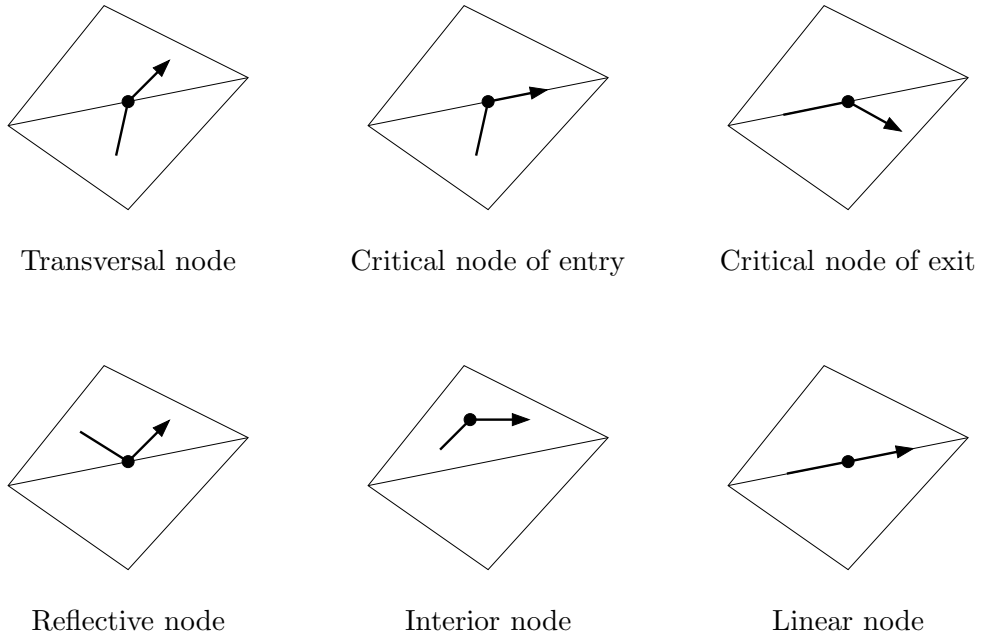 Transversal node
Critical node of entry
Critical node of exit
Reflective node
Interior node
Linear node